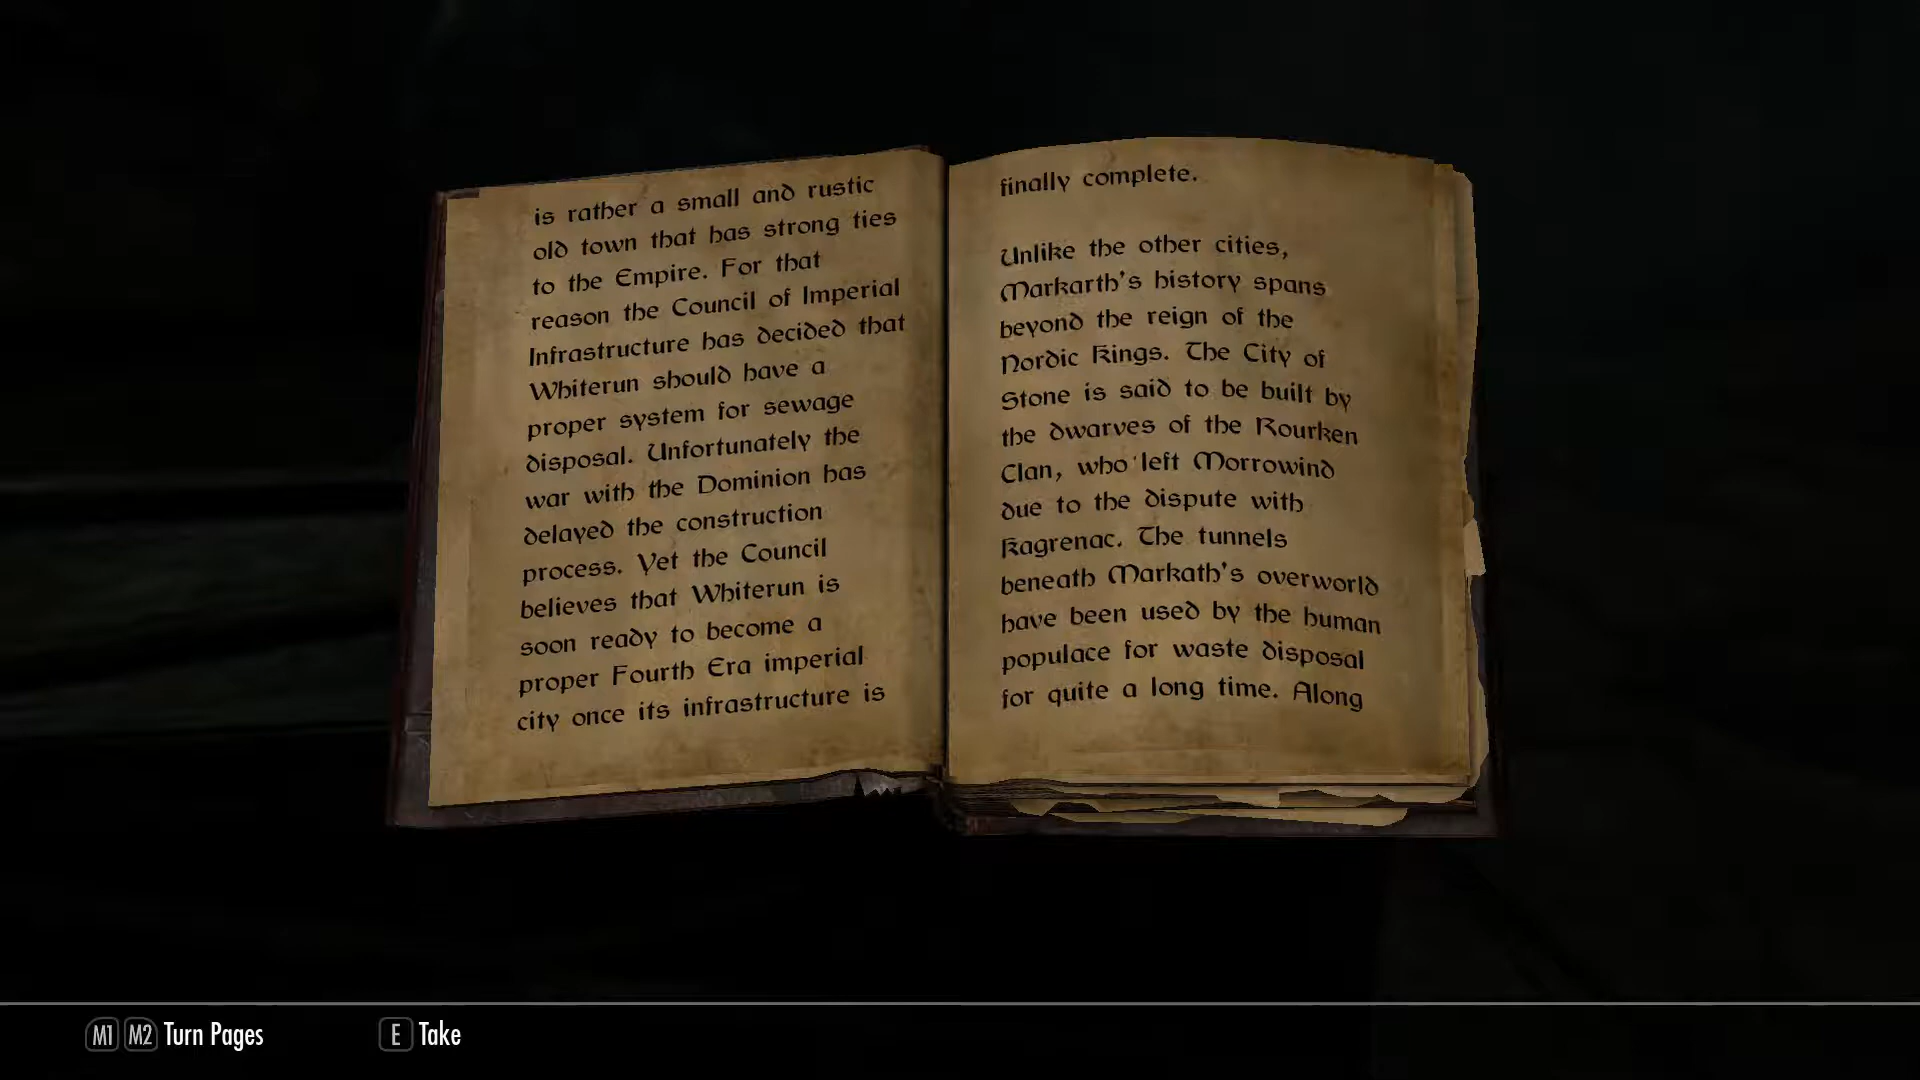 is rather a small and rustic
old town that has strong ties
to the Empire. For that
reason the Council of Imperial
Infrastructure has decided that
Whiterun should have a
proper system for sewage
disposal. Unfortunately the
war with the Dominion has
delayed the construction
process. Yet the Council
believes that Whiterun is
soon ready to become a
proper Fourth Era imperial
city once its infrastructure is
finally complete.
Unlike the other cities,
Markarth's history spans
beyond the reign of the
Nordic Kings. The City of
Stone is said to be built by
the dwarves of the Rourken
Clan, who left Morrowind
due to the dispute with
Kagrenac. The tunnels
beneath Markath's overworld
have been used by the human
populace for waste disposal
for quite a long time. Along
M1 M2 Turn Pages
E Take